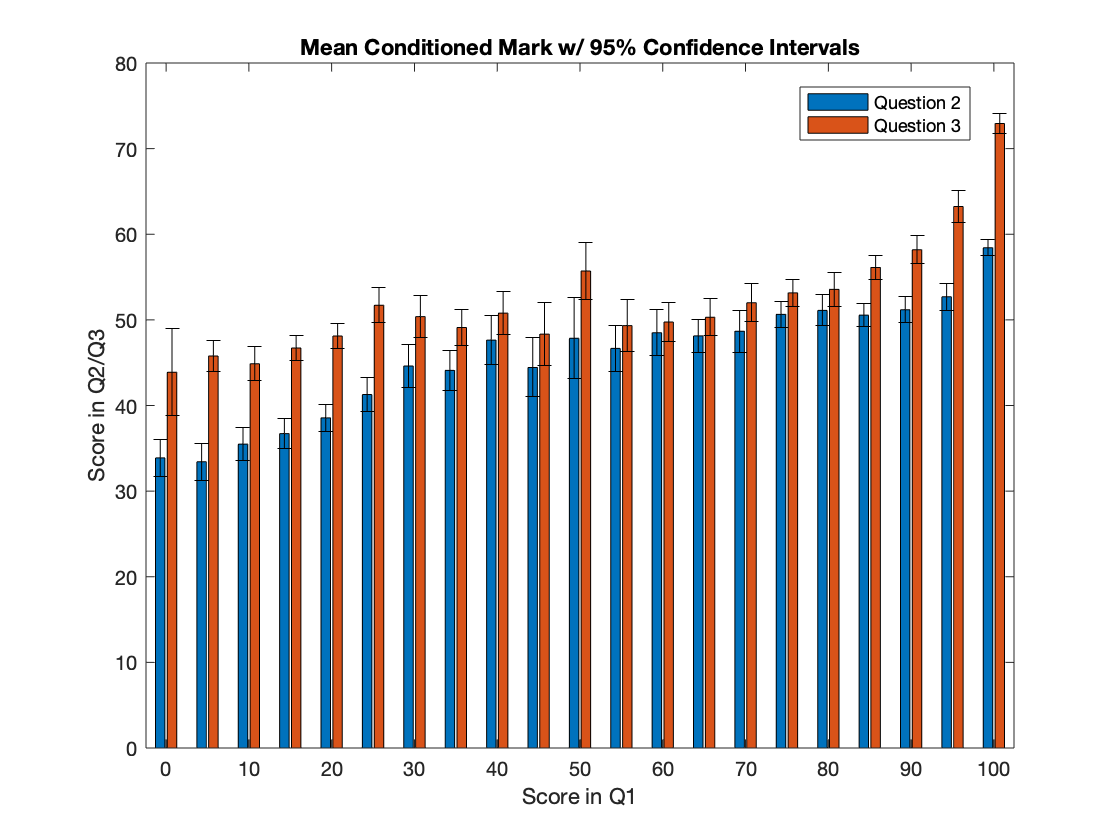 Mean Conditioned Mark w/ 95% Confidence Intervals
Question 2
Question 3
80
70
60
50
40
30
20
10
0
Score in Q2/Q3
0 10 20 30 40 50 60 70 80 90 100
Score in Q1